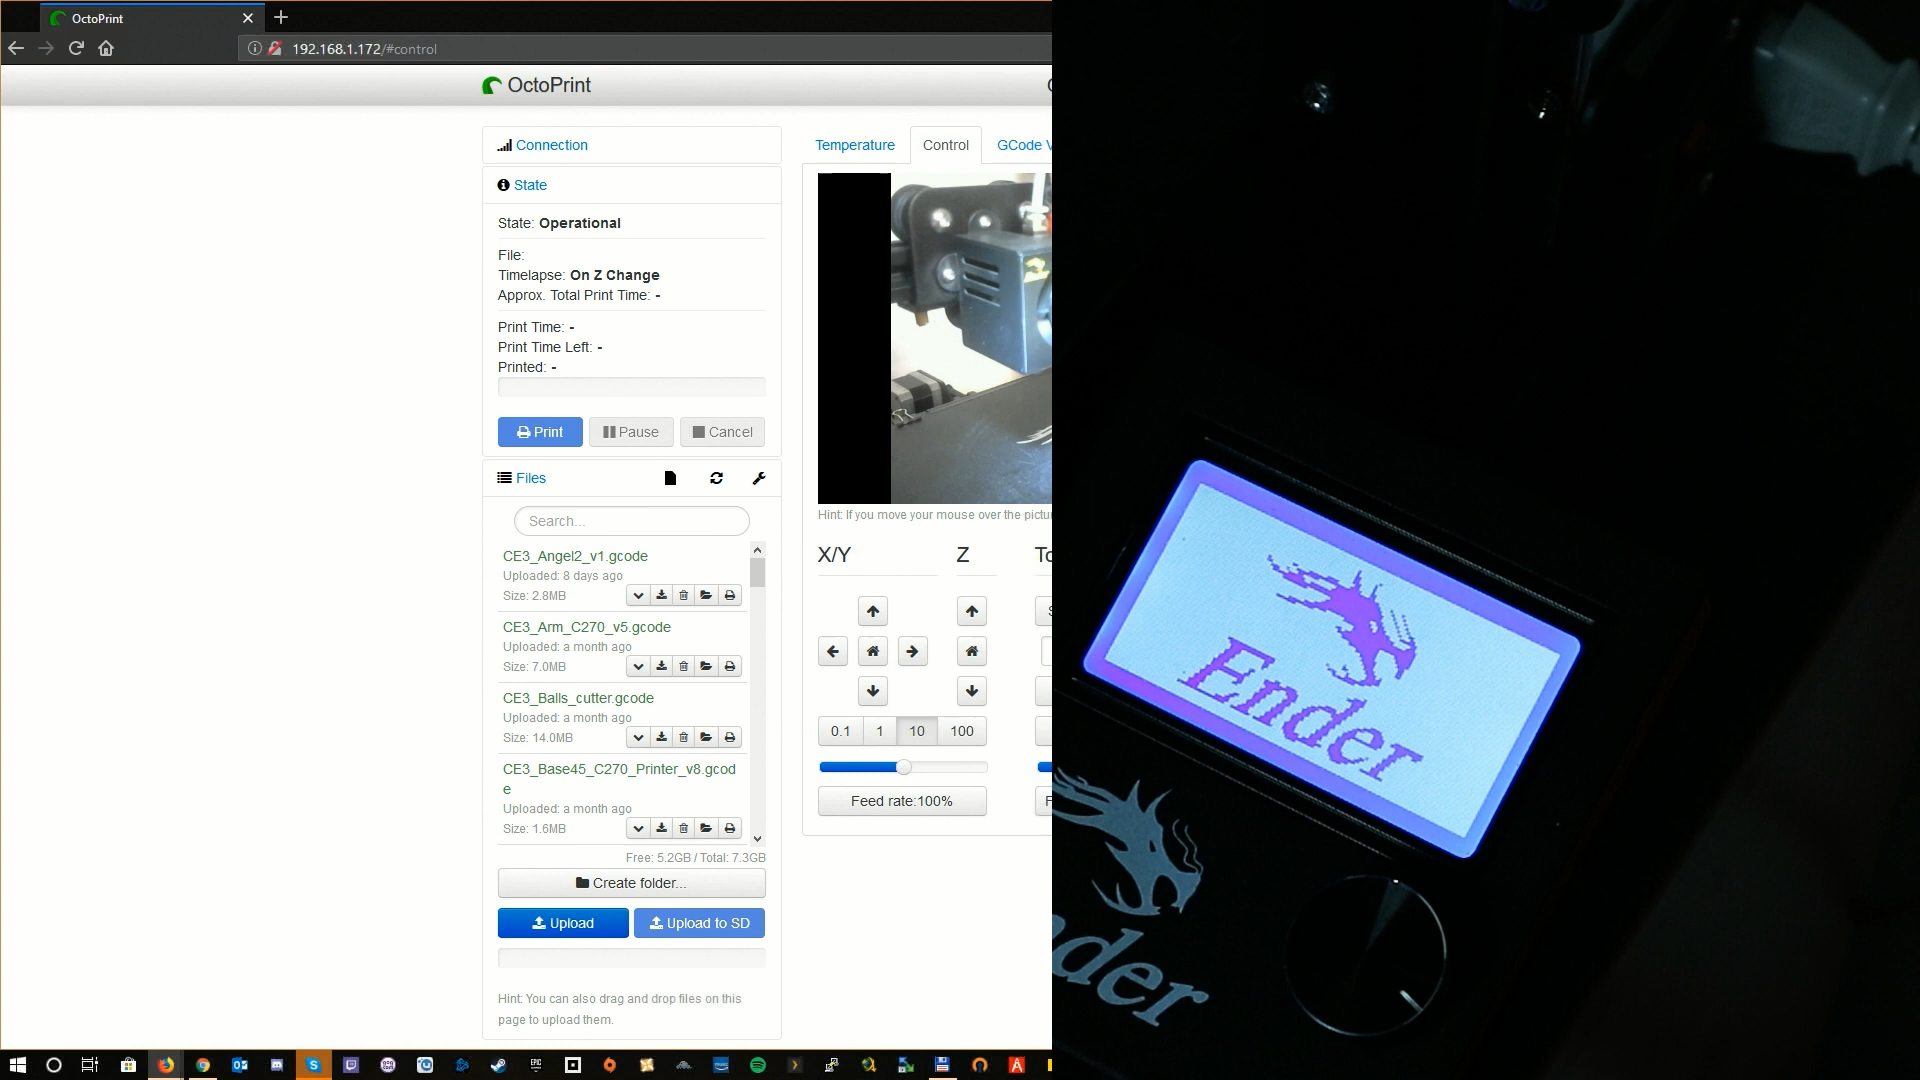 OctoPrint
192.168.1.172/#control
OctoPrint
Connection
State
State: Operational
File:
Timelapse: On Z Change
Approx. Total Print Time: -
Print Time: -
Print Time Left: -
Printed: -
Print
Pause
Cancel
Files
Search...
CE3_Angel2_v1.gcode
Uploaded: 8 days ago
Size: 2.8MB
CE3_Arm_C270_v5.gcode
Uploaded: a month ago
Size: 7.0MB
CE3_Balls_cutter.gcode
Uploaded: a month ago
Size: 14.0MB
CE3_Base45_C270_Printer_v8.gcod
e
Uploaded: a month ago
Size: 1.6MB
Free: 5.2GB / Total: 7.3GB
Create folder...
Upload
Upload to SD
Hint: You can also drag and drop files on this
page to upload them.
Temperature
Control
GCode V
Hint: If you move your mouse over the pictu
X/Y
Z
To
0.1
1
10
100
Feed rate:100%
Ender
nder